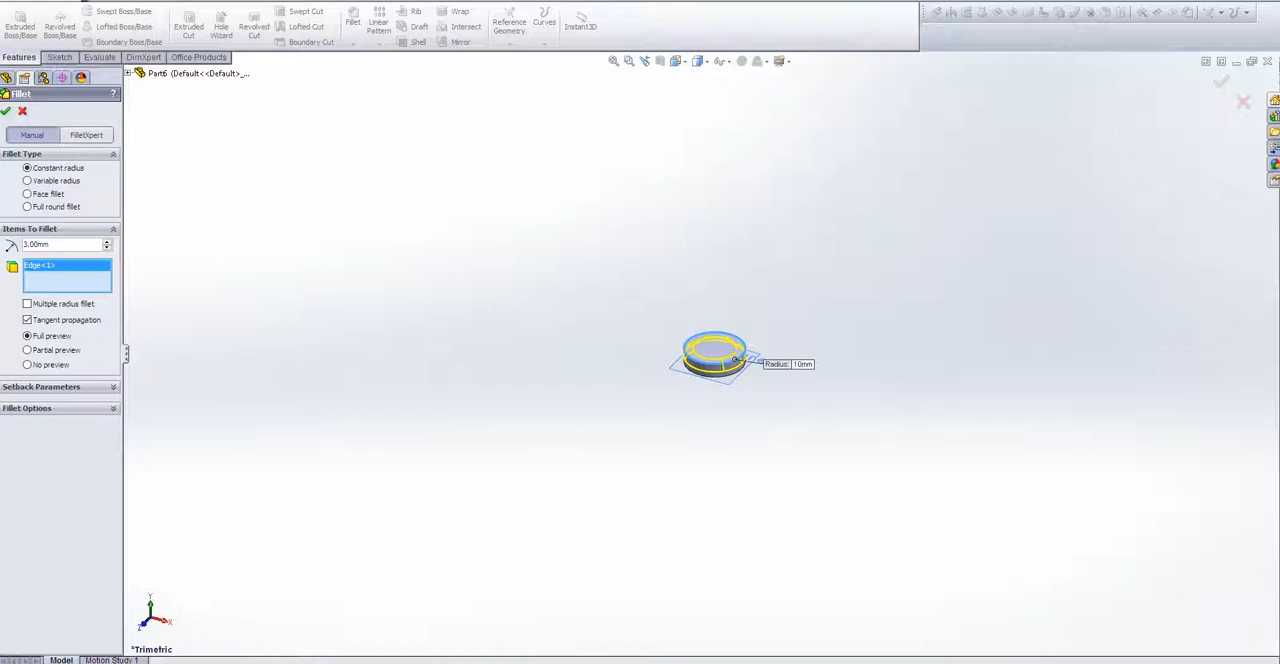 Extruded Boss/Base
Revolved Boss/Base
Swept Boss/Base
Lofted Boss/Base
Boundary Boss/Base
Extruded Cut
Hole Wizard
Revolved Cut
Swept Cut
Lofted Cut
Boundary Cut
Fillet
Linear Pattern
Rib
Draft
Shell
Wrap
Intersect
Mirror
Reference Geometry
Curves
Instant3D
Features Sketch Evaluate DimXpert Office Products
Part6 (Default<<Default>_...
Fillet ?
Manual FilletXpert
Fillet Type
Constant radius
Variable radius
Face fillet
Full round fillet
Items To Fillet
3.00mm
Edge<1>
Multiple radius fillet
Tangent propagation
Full preview
Partial preview
No preview
Setback Parameters
Fillet Options
Radius: 10mm
Y
X
Z
*Trimetric
Model Motion Study 1